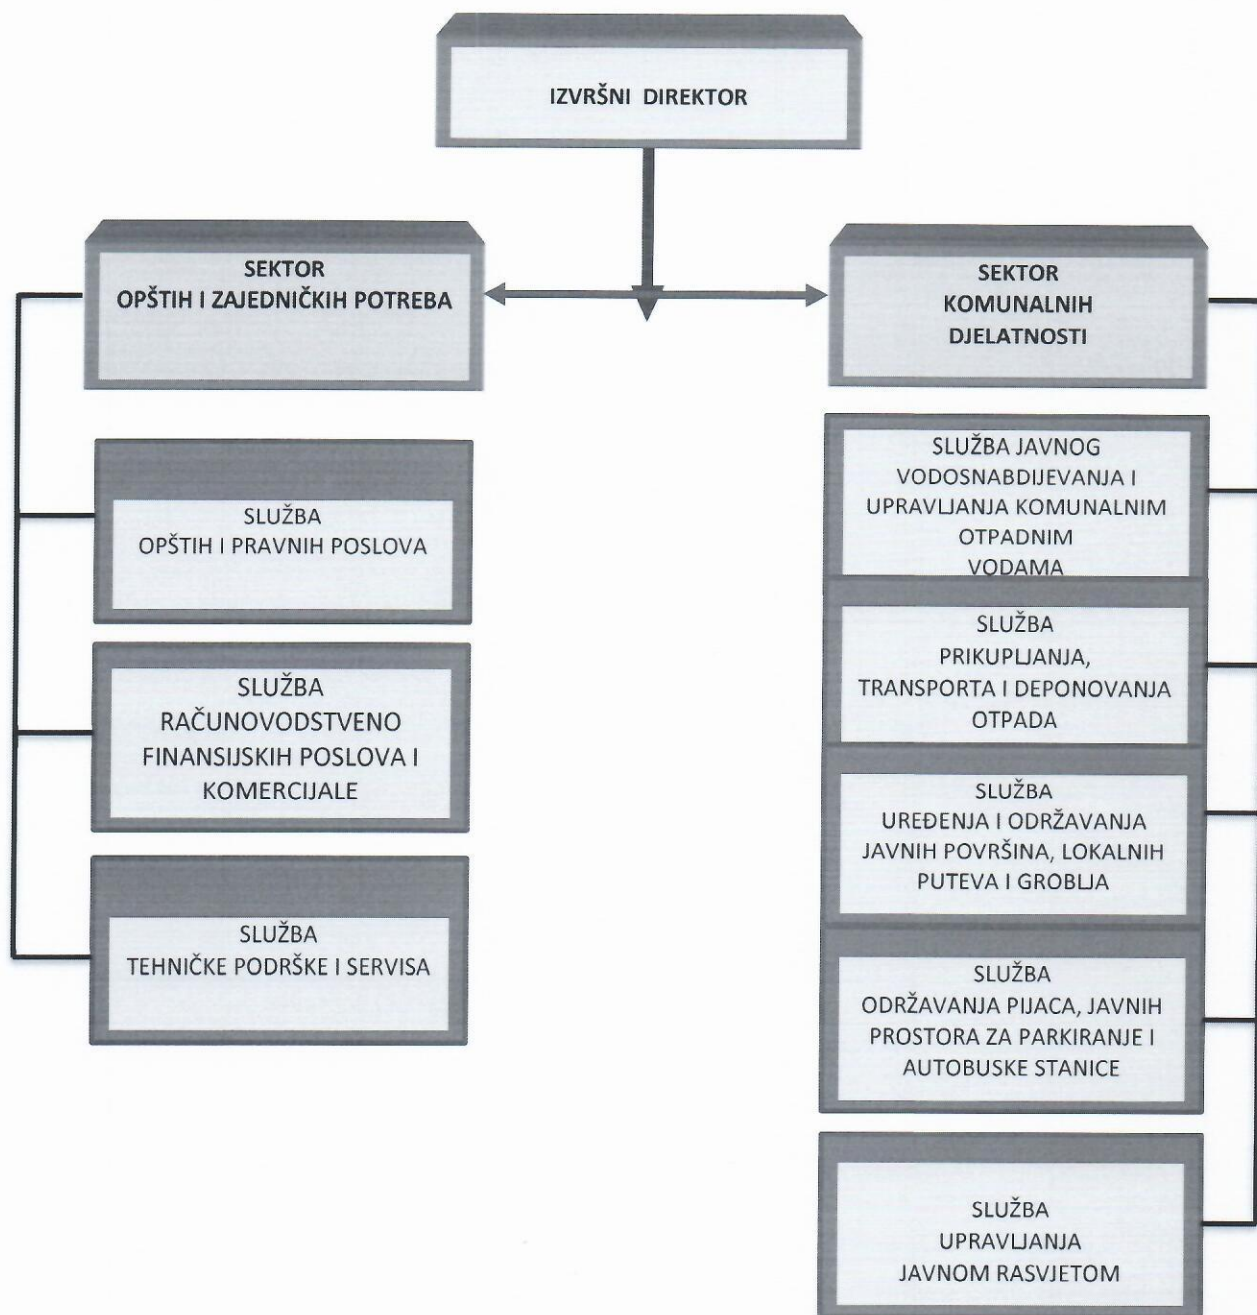 IZVRŠNI DIREKTOR
SEKTOR
OPŠTIH I ZAJEDNIČKIH POTREBA
SLUŽBA
OPŠTIH I PRAVNIH POSLOVA
SLUŽBA
RAČUNOVODSTVENO
FINANSIJSKIH POSLOVA I
KOMERCIJALE
SLUŽBA
TEHNIČKE PODRŠKE I SERVISA
SEKTOR
KOMUNALNIH
DJELATNOSTI
SLUŽBA JAVNOG
VODOSNABDIJEVANJA I
UPRAVLJANJA KOMUNALNIM
OTPADNIM
VODAMA
SLUŽBA
PRIKUPLJANJA,
TRANSPORTA I DEPONOVANJA
OTPADA
SLUŽBA
UREĐENJA I ODRŽAVANJA
JAVNIH POVRŠINA, LOKALNIH
PUTEVA I GROBLJA
SLUŽBA
ODRŽAVANJA PIJACA, JAVNIH
PROSTORA ZA PARKIRANJE I
AUTOBUSKE STANICE
SLUŽBA
UPRAVLJANJA
JAVNOM RASVJETOM